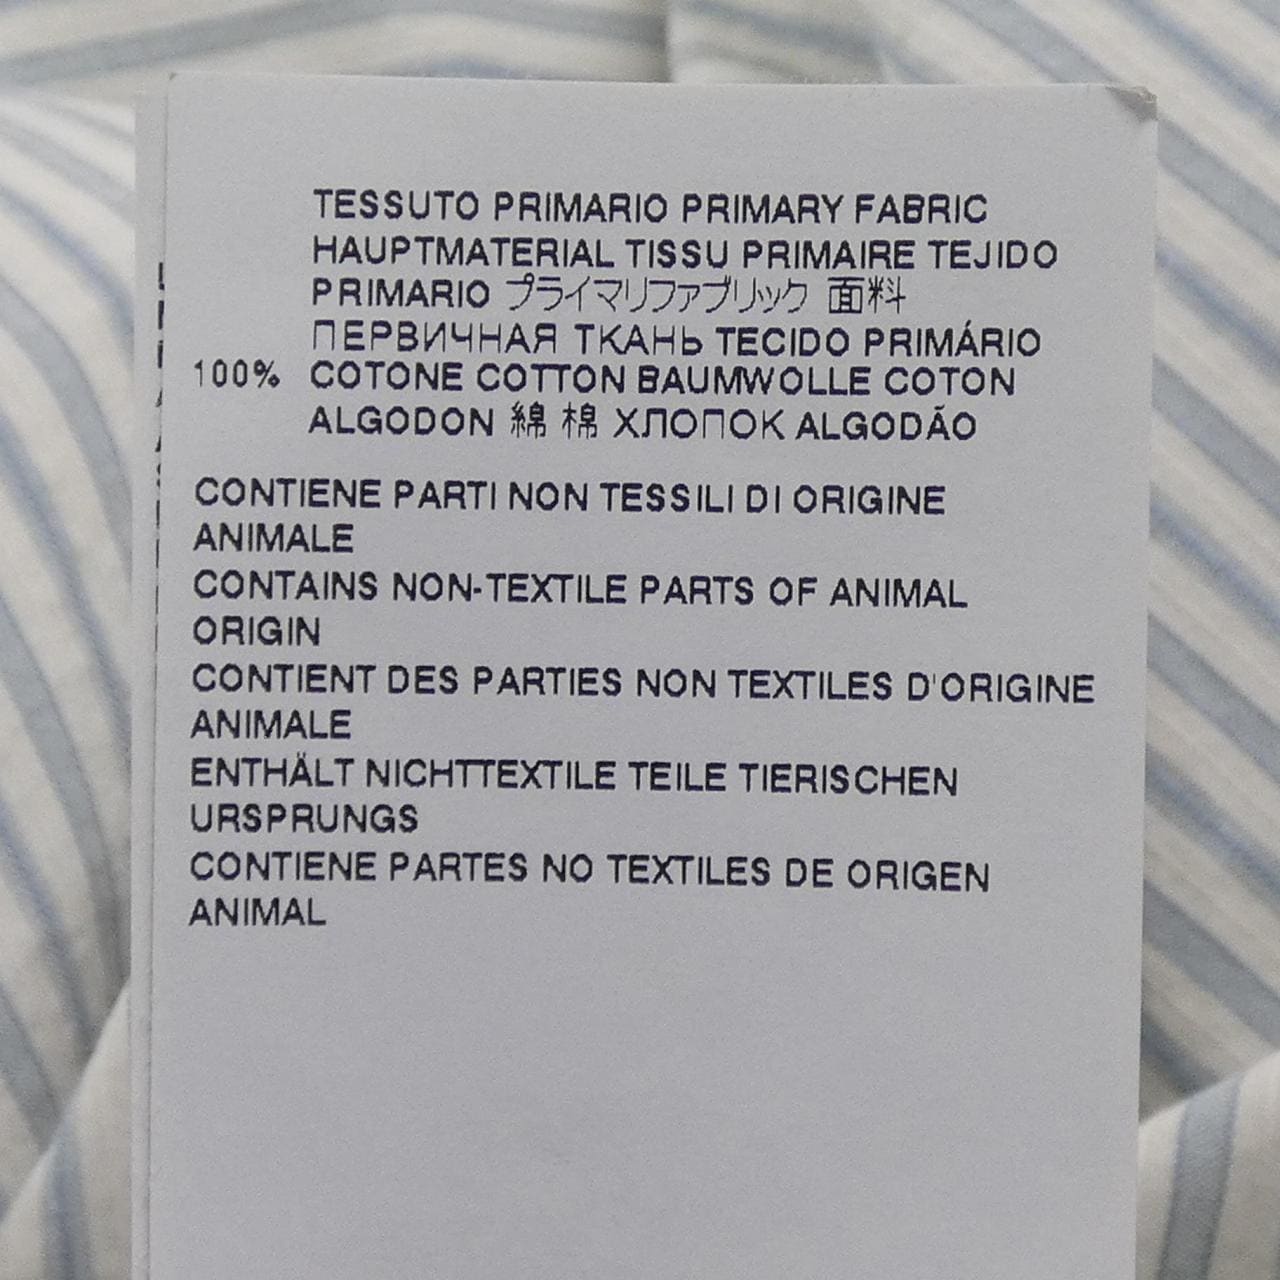 TESSUTO PRIMARIO PRIMARY FABRIC
HAUPTMATERIAL TISSU PRIMAIRE TEJIDO
PRIMARIO プライマリファブリック 面料
ПЕРВИЧНАЯ ТКАНЬ TECIDO PRIMÁRIO
100% COTONE COTTON BAUMWOLLE COTON
ALGODON 綿 棉 ХЛОПОК ALGODÃO
CONTIENE PARTI NON TESSILI DI ORIGINE
ANIMALE
CONTAINS NON-TEXTILE PARTS OF ANIMAL
ORIGIN
CONTIENT DES PARTIES NON TEXTILES D'ORIGINE
ANIMALE
ENTHÄLT NICHTTEXTILE TEILE TIERISCHEN
URSPRUNGS
CONTIENE PARTES NO TEXTILES DE ORIGEN
ANIMAL